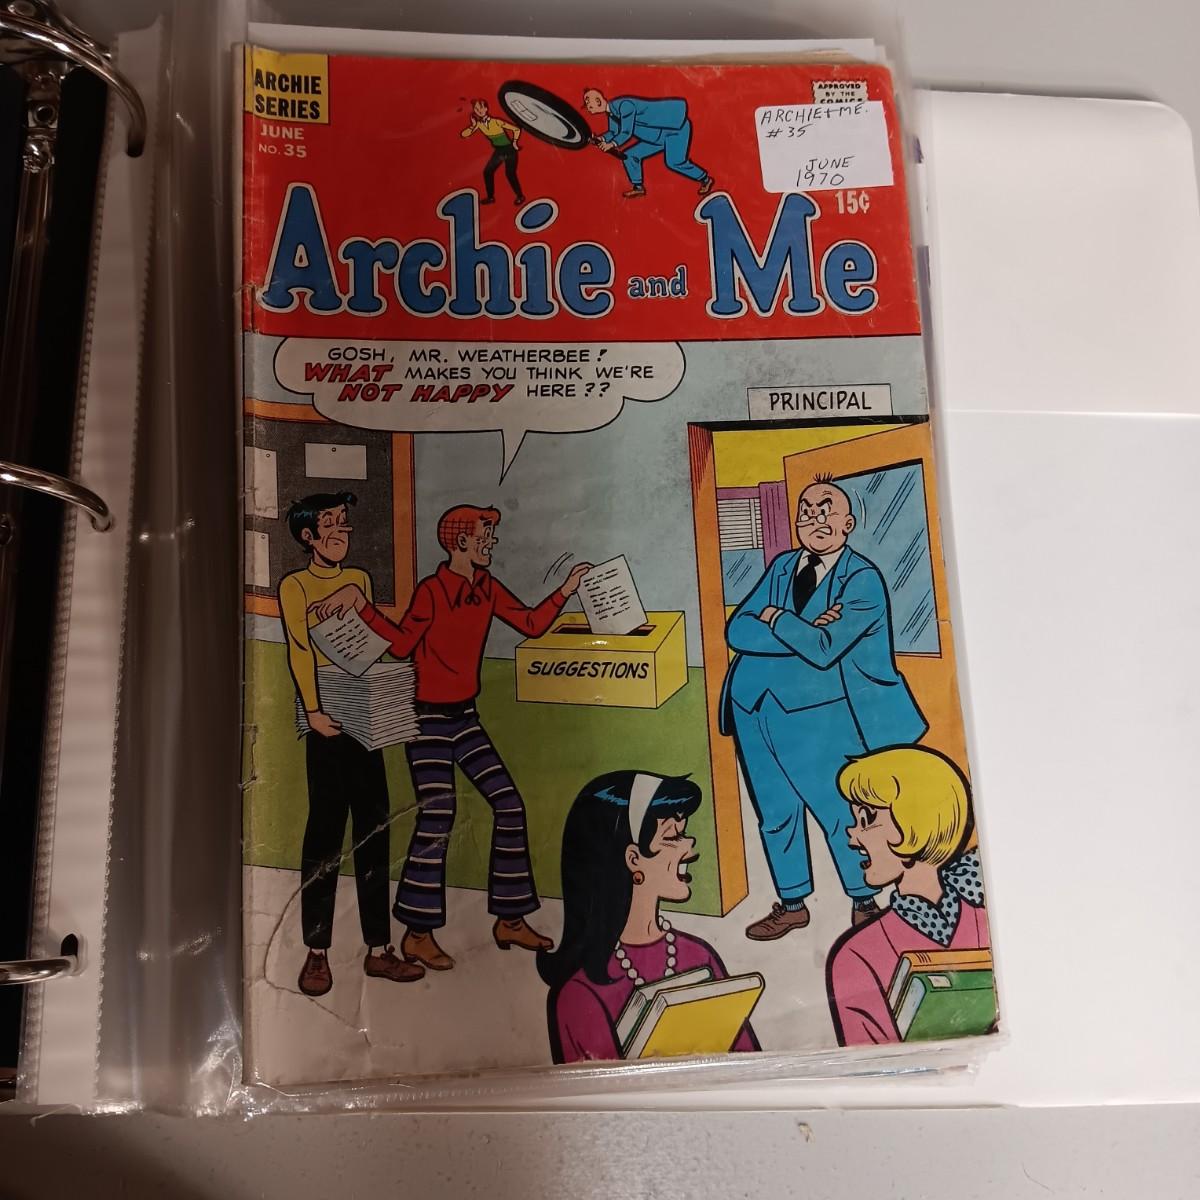 ARCHIE
SERIES
JUNE
NO. 35
APPROVED
BY THE
COMICS
ARCHIE + ME.
#35
JUNE
1970
15¢
Archie and Me
GOSH, MR. WEATHERBEE!
WHAT MAKES YOU THINK WE'RE
NOT HAPPY HERE??
PRINCIPAL
SUGGESTIONS